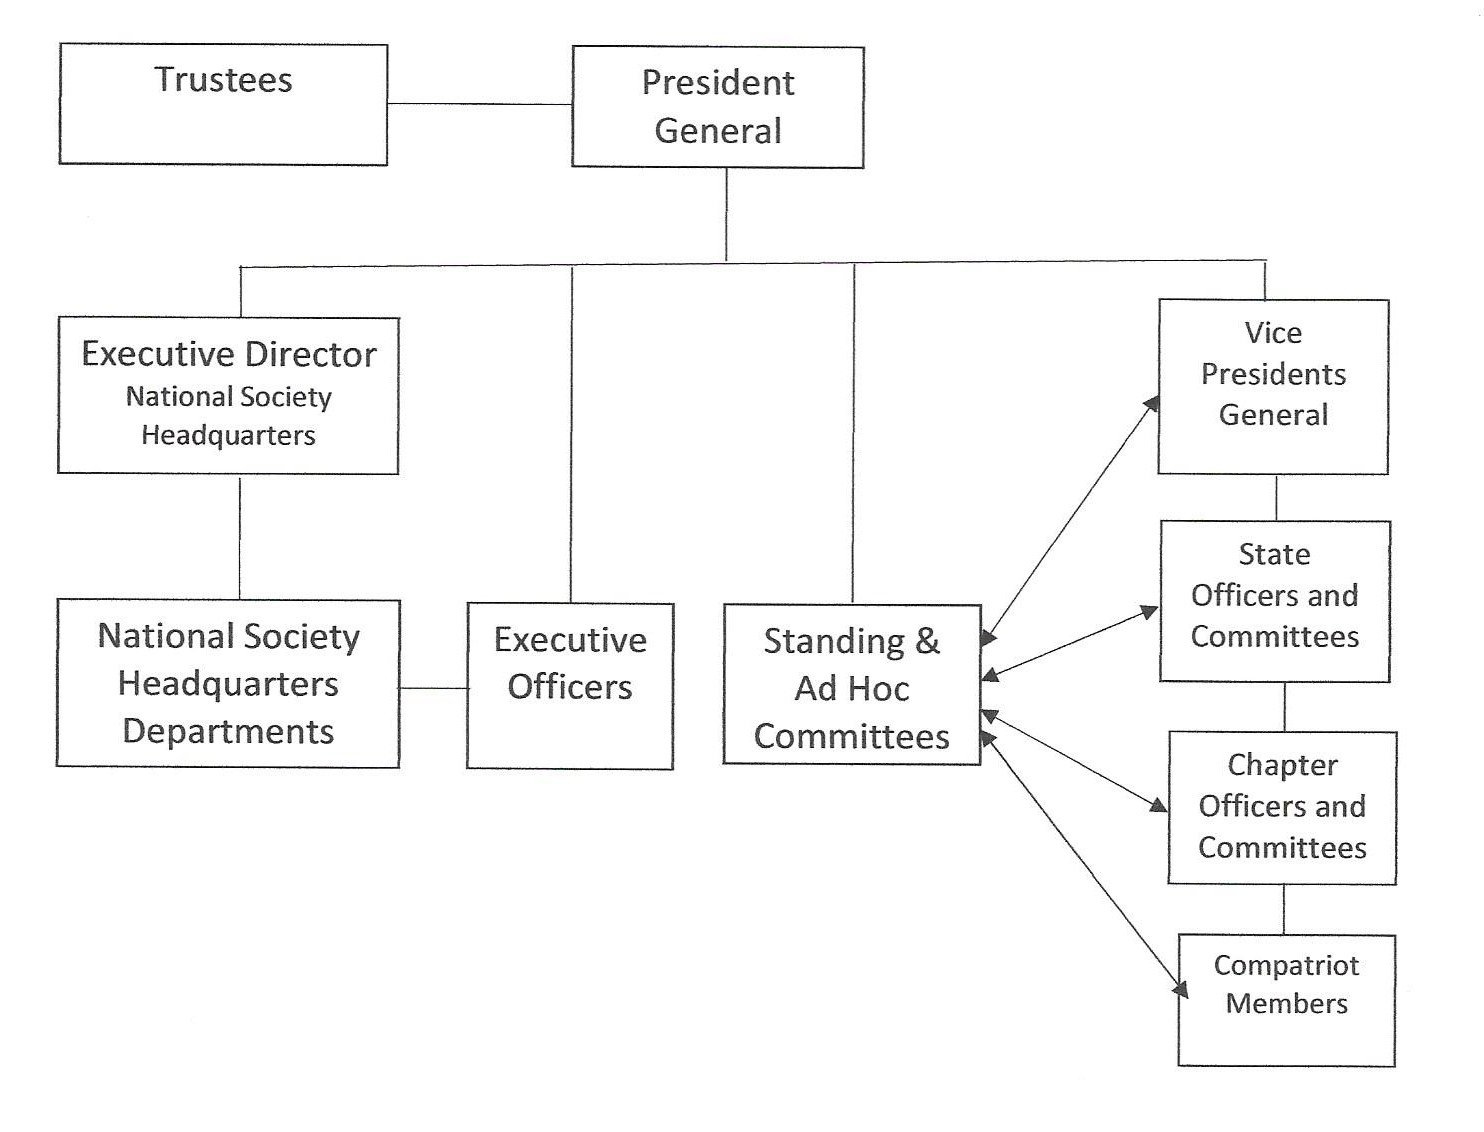 Trustees
President
General
Executive Director
National Society
Headquarters
Vice
Presidents
General
National Society
Headquarters
Departments
Executive
Officers
Standing &
Ad Hoc
Committees
State
Officers and
Committees
Chapter
Officers and
Committees
Compatriot
Members